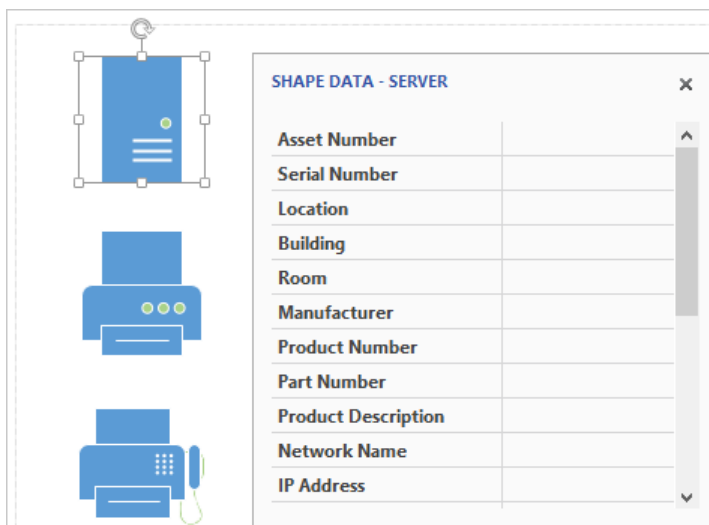 SHAPE DATA - SERVER
Asset Number
Serial Number
Location
Building
Room
Manufacturer
Product Number
Part Number
Product Description
Network Name
IP Address